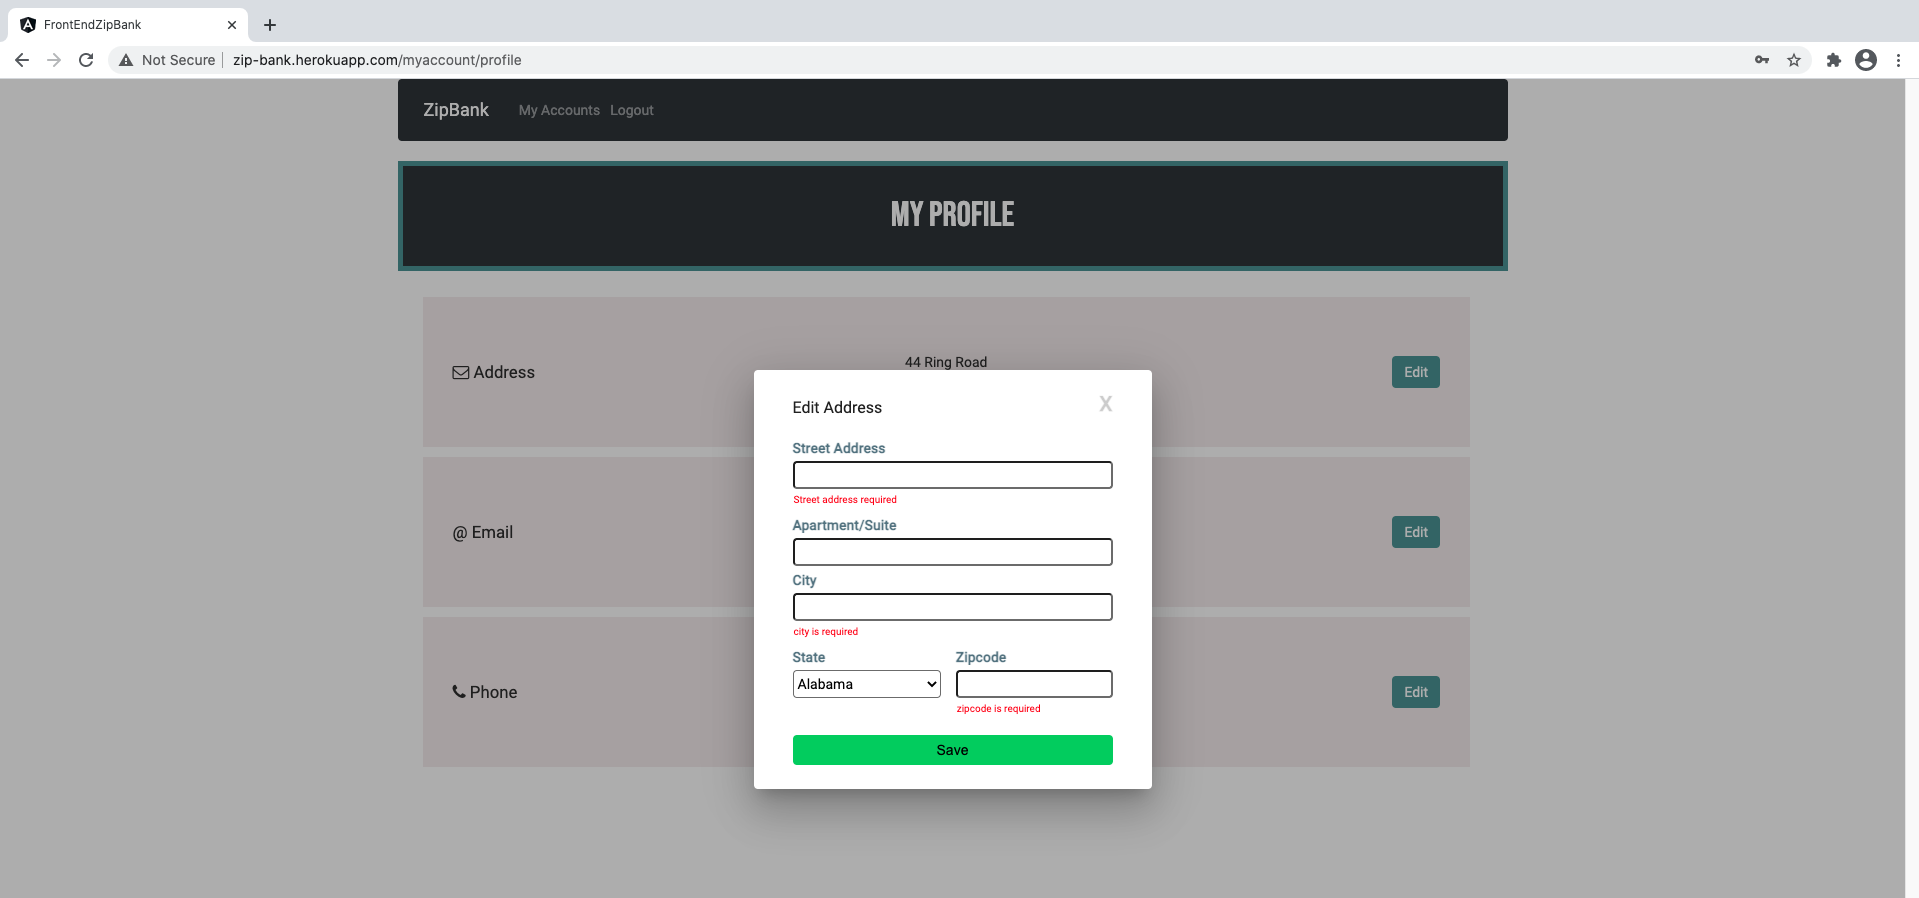 FrontEndZipBank
Not Secure zip-bank.herokuapp.com/myaccount/profile
ZipBank My Accounts Logout
MY PROFILE
44 Ring Road
Address
Edit
Edit Address X
Street Address
Street address required
Apartment/Suite
@ Email
Edit
City
city is required
State Zipcode
Alabama
zipcode is required
Phone
Edit
Save